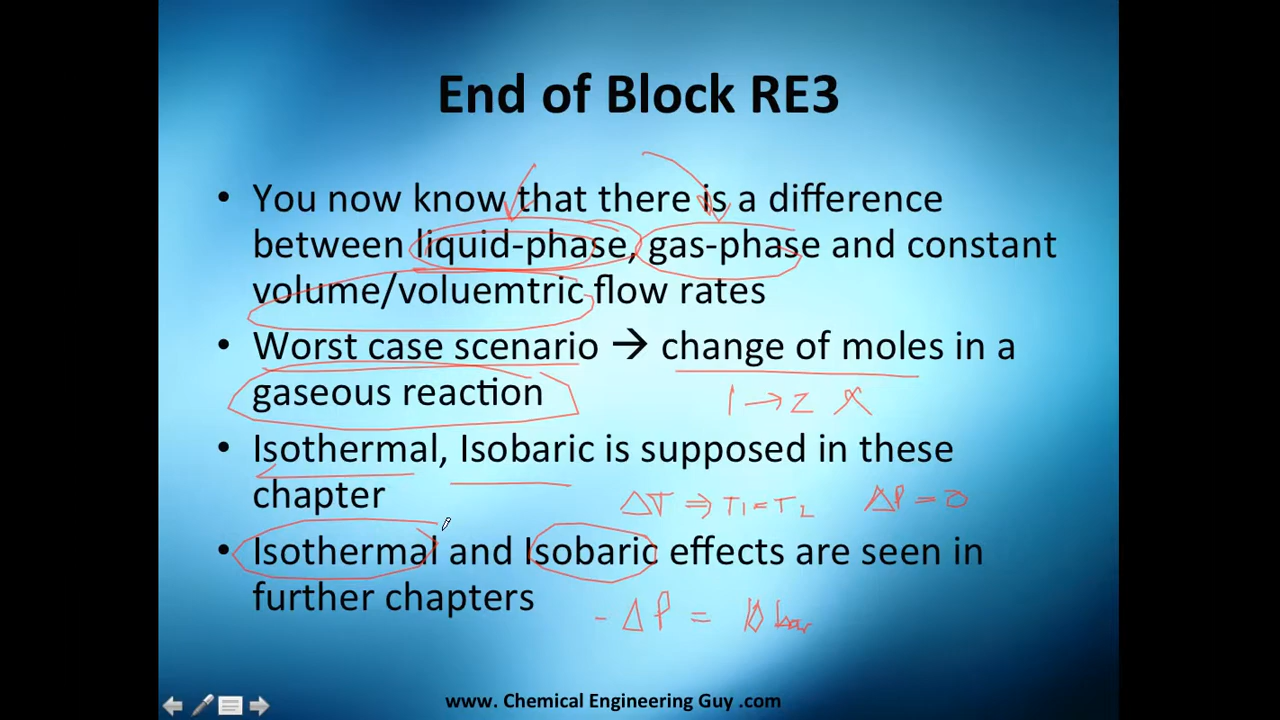 End of Block RE3
• You now know that there is a difference
between liquid-phase, gas-phase and constant
volume/voluemtric flow rates
• Worst case scenario → change of moles in a
gaseous reaction
1 → 2 X
• Isothermal, Isobaric is supposed in these
chapter
ΔT ⇒ T1 = T2 ΔP = 0
• Isothermal and Isobaric effects are seen in
further chapters
- ΔP = 10 bar
www. Chemical Engineering Guy .com